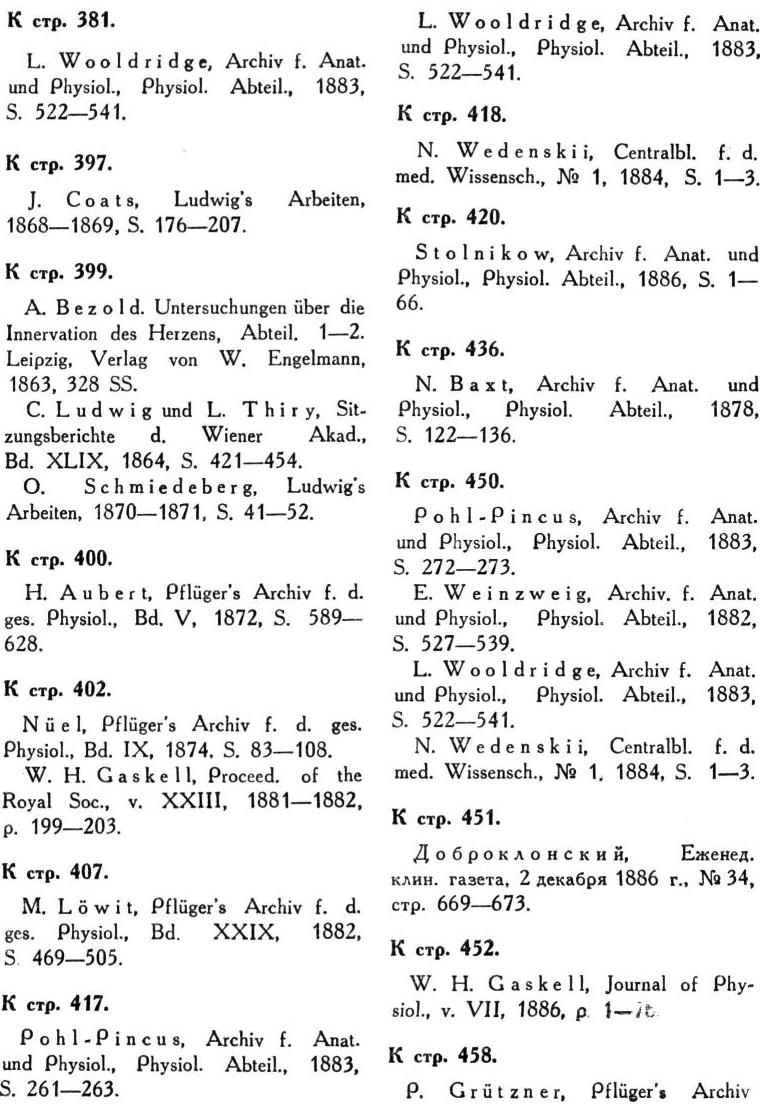 К стр. 381.
L. Wooldridge, Archiv f. Anat.
und Physiol., Physiol. Abteil., 1883,
S. 522—541.
К стр. 397.
J. Coats, Ludwig's Arbeiten,
1868—1869, S. 176—207.
К стр. 399.
A. Bezold. Untersuchungen über die
Innervation des Herzens, Abteil. 1—2.
Leipzig, Verlag von W. Engelmann,
1863, 328 SS.
C. Ludwig und L. Thiry, Sit-
zungsberichte d. Wiener Akad.,
Bd. XLIX, 1864, S. 421—454.
O. Schmiedeberg, Ludwig's
Arbeiten, 1870—1871, S. 41—52.
К стр. 400.
H. Aubert, Pflüger's Archiv f. d.
ges. Physiol., Bd. V, 1872, S. 589—
628.
К стр. 402.
Nüel, Pflüger's Archiv f. d. ges.
Physiol., Bd. IX, 1874, S. 83—108.
W. H. Gaskell, Proceed. of the
Royal Soc., v. XXIII, 1881—1882,
p. 199—203.
К стр. 407.
M. Löwit, Pflüger's Archiv f. d.
ges. Physiol., Bd. XXIX, 1882,
S. 469—505.
К стр. 417.
Pohl-Pincus, Archiv f. Anat.
und Physiol., Physiol. Abteil., 1883,
S. 261—263.
L. Wooldridge, Archiv f. Anat.
und Physiol., Physiol. Abteil., 1883,
S. 522—541.
К стр. 418.
N. Wedenskii, Centralbl. f. d.
med. Wissensch., № 1, 1884, S. 1—3.
К стр. 420.
Stolnikow, Archiv f. Anat. und
Physiol., Physiol. Abteil., 1886, S. 1—
66.
К стр. 436.
N. Baxt, Archiv f. Anat. und
Physiol., Physiol. Abteil., 1878,
S. 122—136.
К стр. 450.
Pohl-Pincus, Archiv f. Anat.
und Physiol., Physiol. Abteil., 1883,
S. 272—273.
E. Weinzweig, Archiv. f. Anat.
und Physiol., Physiol. Abteil., 1882,
S. 527—539.
L. Wooldridge, Archiv f. Anat.
und Physiol., Physiol. Abteil., 1883,
S. 522—541.
N. Wedenskii, Centralbl. f. d.
med. Wissensch., № 1, 1884, S. 1—3.
К стр. 451.
Доброклонский, Еженед.
клин. газета, 2 декабря 1886 г., № 34,
стр. 669—673.
К стр. 452.
W. H. Gaskell, Journal of Phy-
siol., v. VII, 1886, p.
К стр. 458.
P. Grützner, Pflüger's Archiv